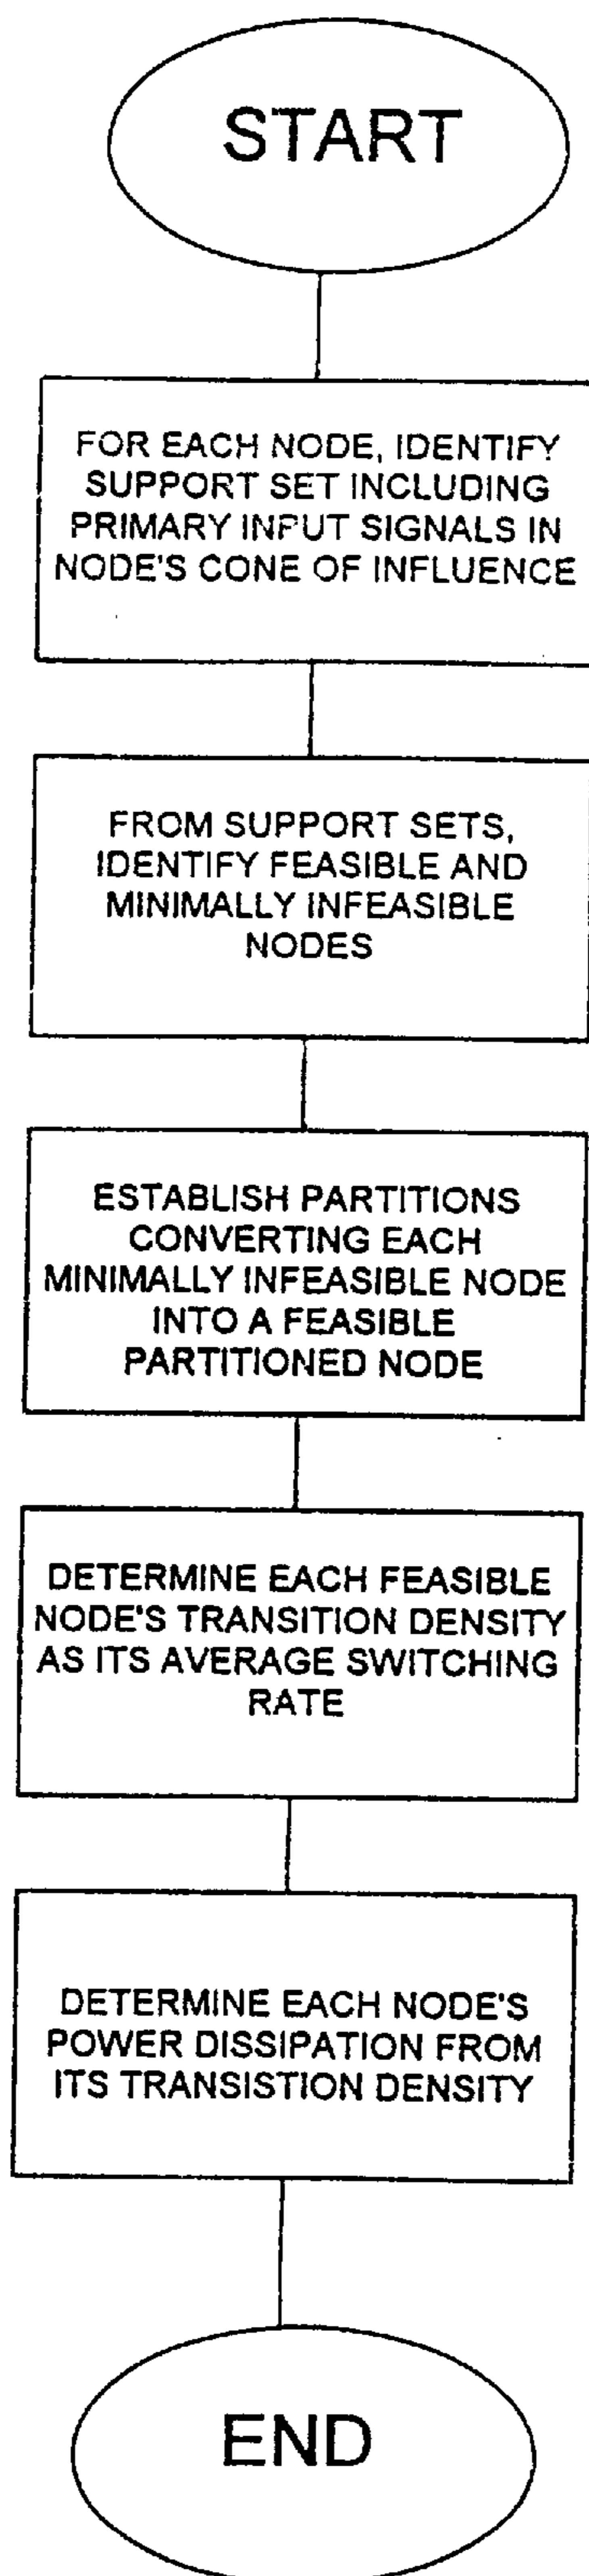 START
FOR EACH NODE, IDENTIFY
SUPPORT SET INCLUDING
PRIMARY INPUT SIGNALS IN
NODE'S CONE OF INFLUENCE
FROM SUPPORT SETS,
IDENTIFY FEASIBLE AND
MINIMALLY INFEASIBLE
NODES
ESTABLISH PARTITIONS
CONVERTING EACH
MINIMALLY INFEASIBLE NODE
INTO A FEASIBLE
PARTITIONED NODE
DETERMINE EACH FEASIBLE
NODE'S TRANSITION DENSITY
AS ITS AVERAGE SWITCHING
RATE
DETERMINE EACH NODE'S
POWER DISSIPATION FROM
ITS TRANSISTION DENSITY
END